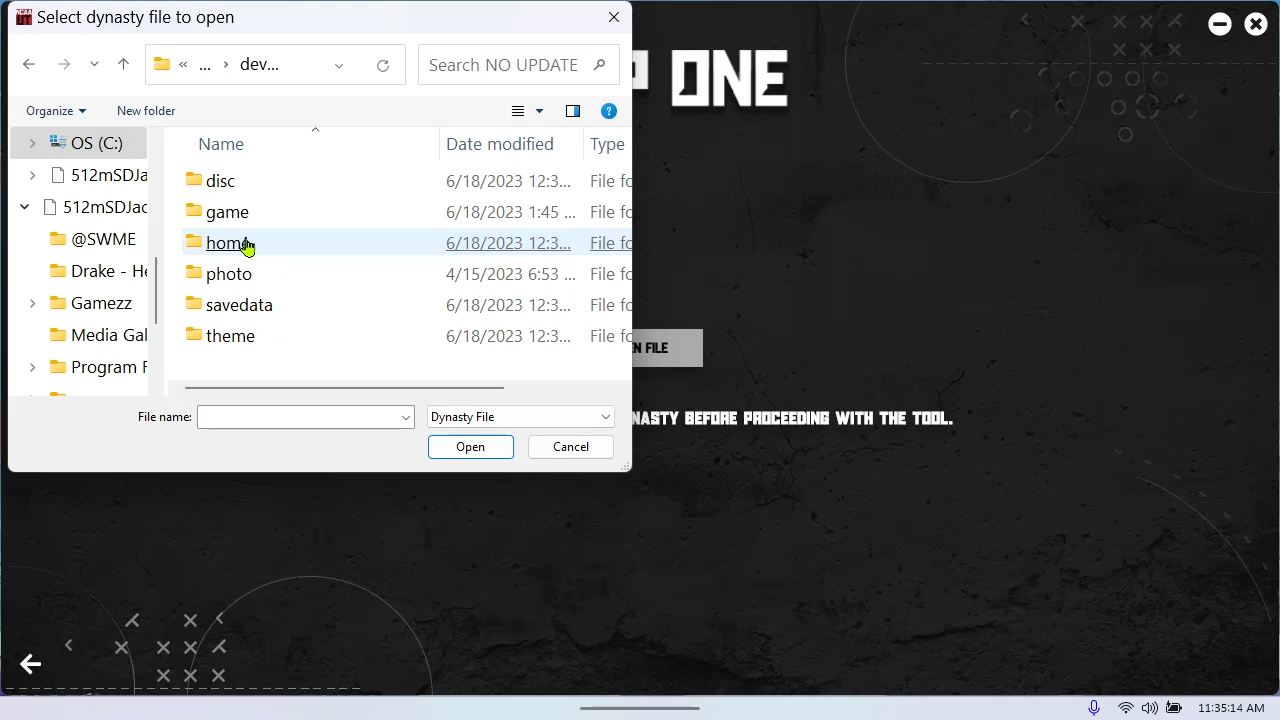 Select dynasty file to open
« ... › dev...
Search NO UPDATE
Organize
New folder
OS (C:)
512mSDJa
512mSDJac
@SWME
Drake - He
Gamezz
Media Gal
Program F
Name Date modified Type
disc 6/18/2023 12:3... File fo
game 6/18/2023 1:45 ... File fo
home 6/18/2023 12:3... File fo
photo 4/15/2023 6:53 ... File fo
savedata 6/18/2023 12:3... File fo
theme 6/18/2023 12:3... File fo
File name:
Dynasty File
Open
Cancel
P ONE
EN FILE
NASTY BEFORE PROCEEDING WITH THE TOOL.
11:35:14 AM